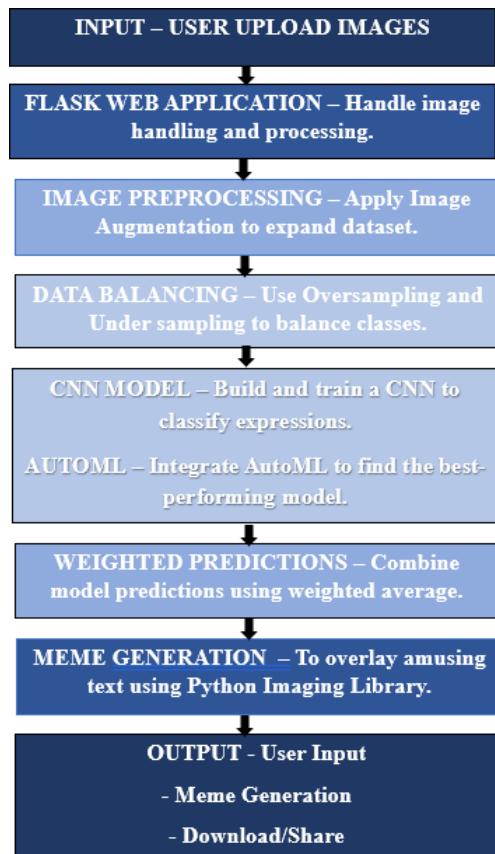 INPUT – USER UPLOAD IMAGES
FLASK WEB APPLICATION – Handle image
handling and processing.
IMAGE PREPROCESSING – Apply Image
Augmentation to expand dataset.
DATA BALANCING – Use Oversampling and
Under sampling to balance classes.
CNN MODEL – Build and train a CNN to
classify expressions.
AUTOML – Integrate AutoML to find the best-
performing model.
WEIGHTED PREDICTIONS – Combine
model predictions using weighted average.
MEME GENERATION – To overlay amusing
text using Python Imaging Library.
OUTPUT - User Input
- Meme Generation
- Download/Share